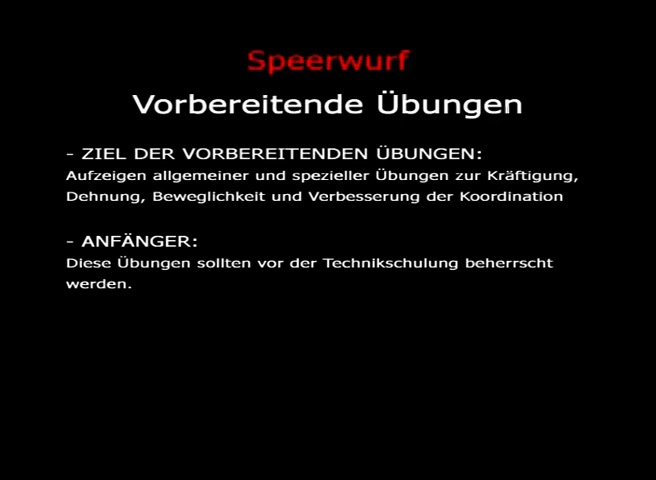 Speerwurf
Vorbereitende Übungen
- ZIEL DER VORBEREITENDEN ÜBUNGEN:
Aufzeigen allgemeiner und spezieller Übungen zur Kräftigung,
Dehnung, Beweglichkeit und Verbesserung der Koordination
- ANFÄNGER:
Diese Übungen sollten vor der Technikschulung beherrscht
werden.